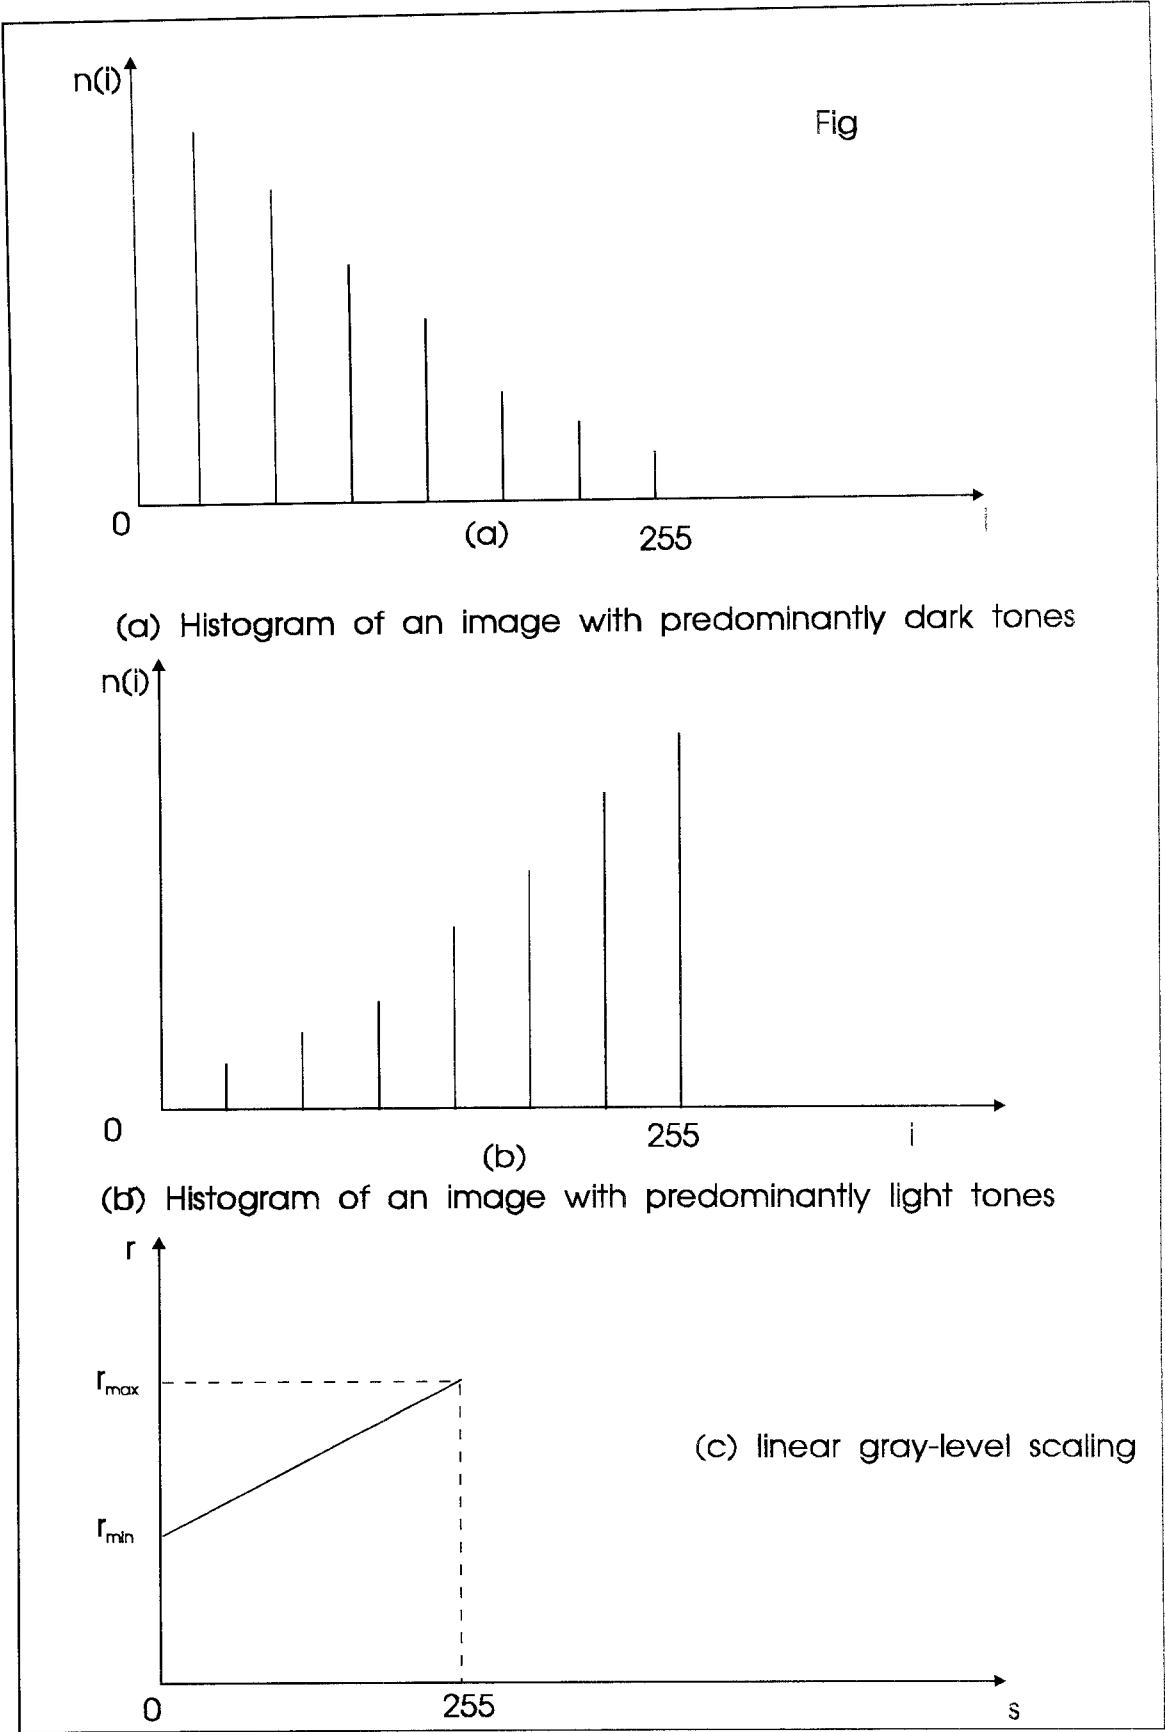 n(i)
Fig
0
(a)
255
i
(a) Histogram of an image with predominantly dark tones
n(i)
0
255
i
(b)
(b) Histogram of an image with predominantly light tones
r
rmax
(c) linear gray-level scaling
rmin
0
255
s